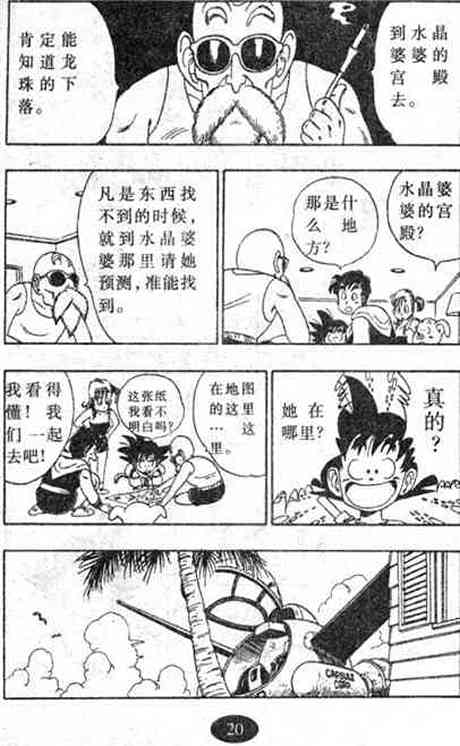 到水晶
婆婆的
宫殿
去。
肯定能
知道龙
珠的下
落。
水晶婆
婆的宫
殿?
那是什
么地
方?
凡是东西找
不到的时候,
就到水晶婆
婆那里请她
预测,准能找
到。
真的?
她在
哪里?
在地图
的这里
…这
里。
这张纸
我看不
明白吗?
我看得
懂!我
们一起
去吧!
CAPSULE
CORP.
20